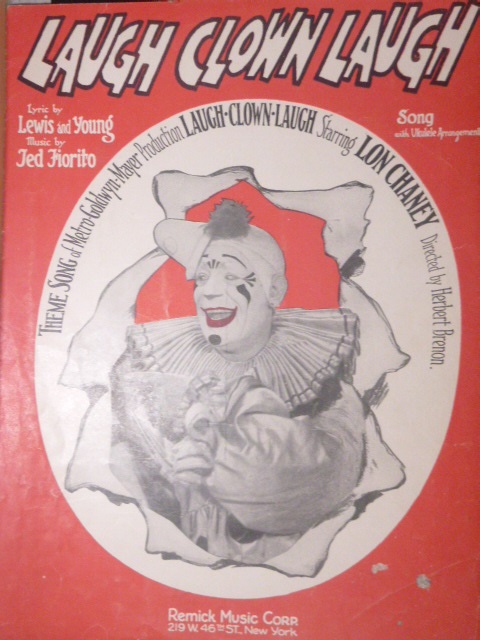 LAUGH CLOWN LAUGH
Lyric by
Lewis and Young
Music by
Ted Fiorito
Song
with Ukulele Arrangement
THEME SONG of Metro-Goldwyn-Mayer Production LAUGH-CLOWN-LAUGH Starring LON CHANEY Directed by Herbert Brenon.
Remick Music Corp.
219 W. 46TH ST., New York